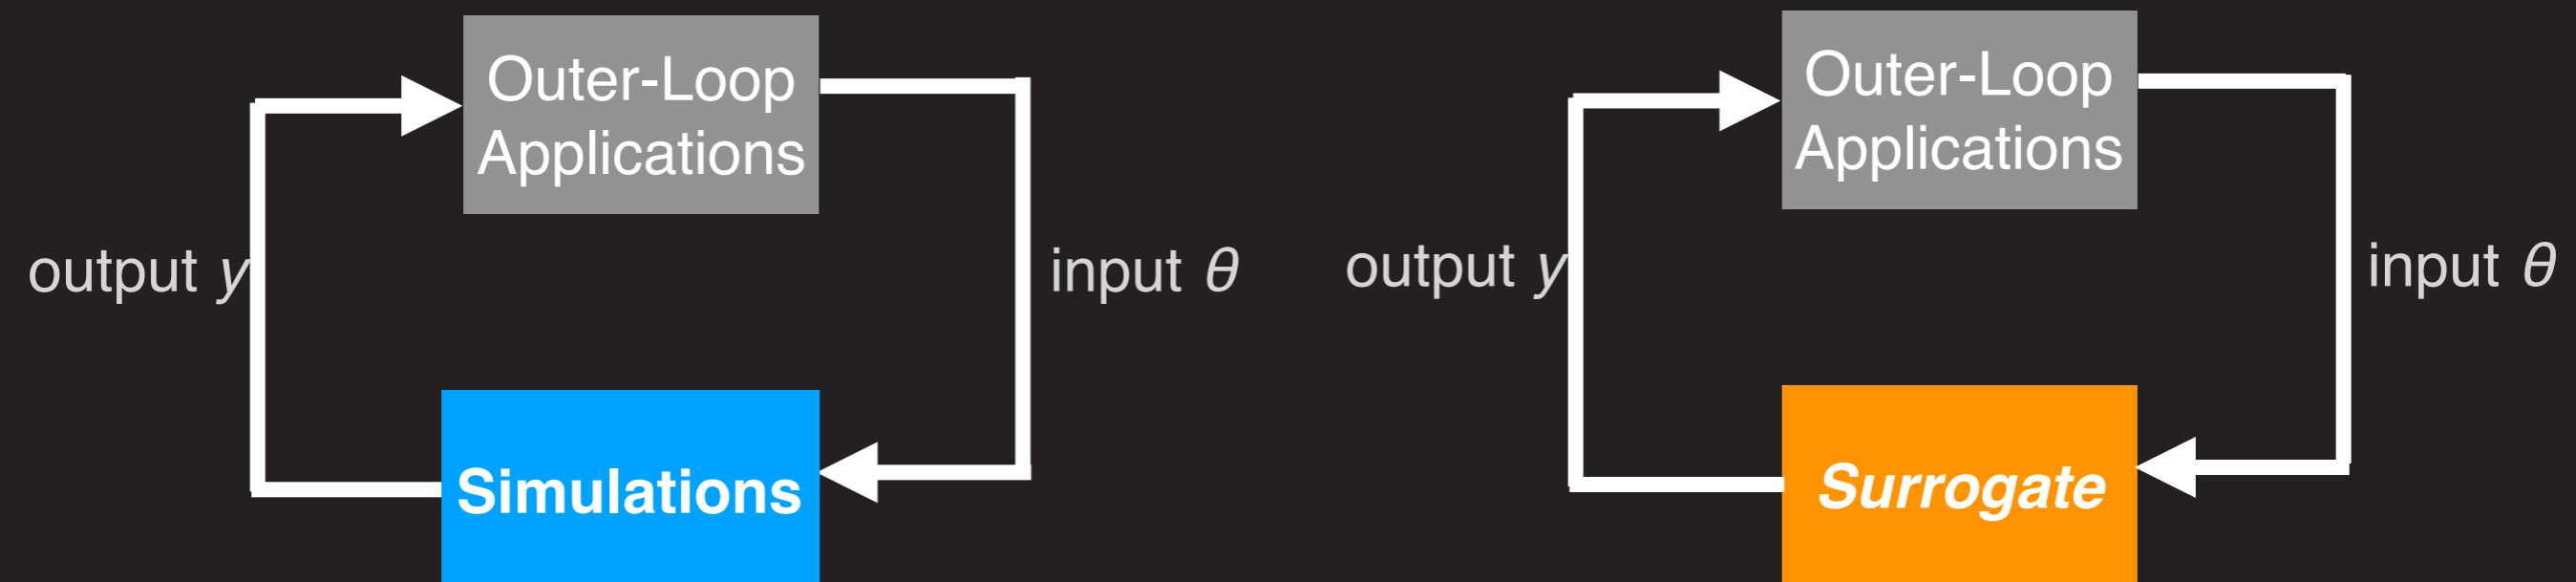 Outer-Loop
Applications
output y
input θ
Simulations
Outer-Loop
Applications
output y
input θ
Surrogate